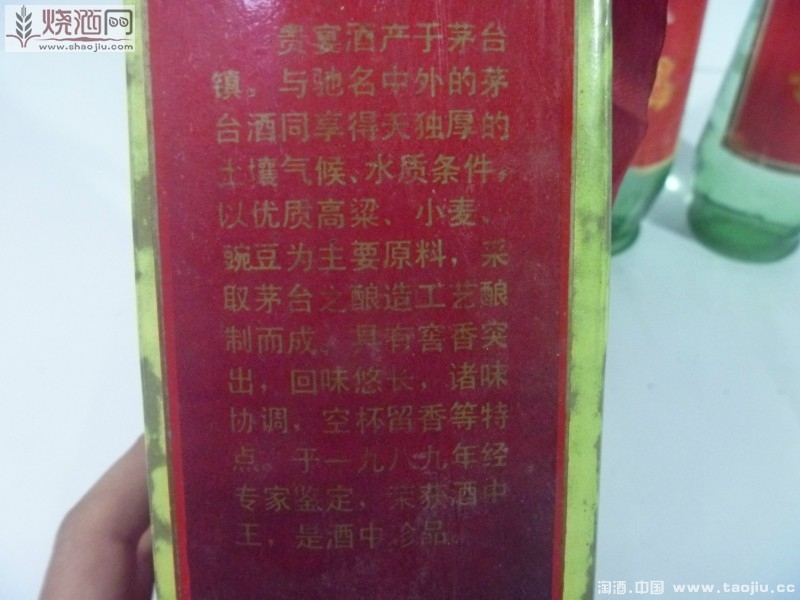 烧酒网
www.shaojiu.com
贵宴酒产于茅台
镇。与驰名中外的茅
台酒同享得天独厚的
土壤气候、水质条件，
以优质高粱、小麦、
豌豆为主要原料，采
取茅台之酿造工艺酿
制而成。具有窖香突
出，回味悠长，诸味
协调，空杯留香等特
点。于一九八九年经
专家鉴定，荣获酒中
王，是酒中珍品。
淘酒.中国 www.taojiu.cc